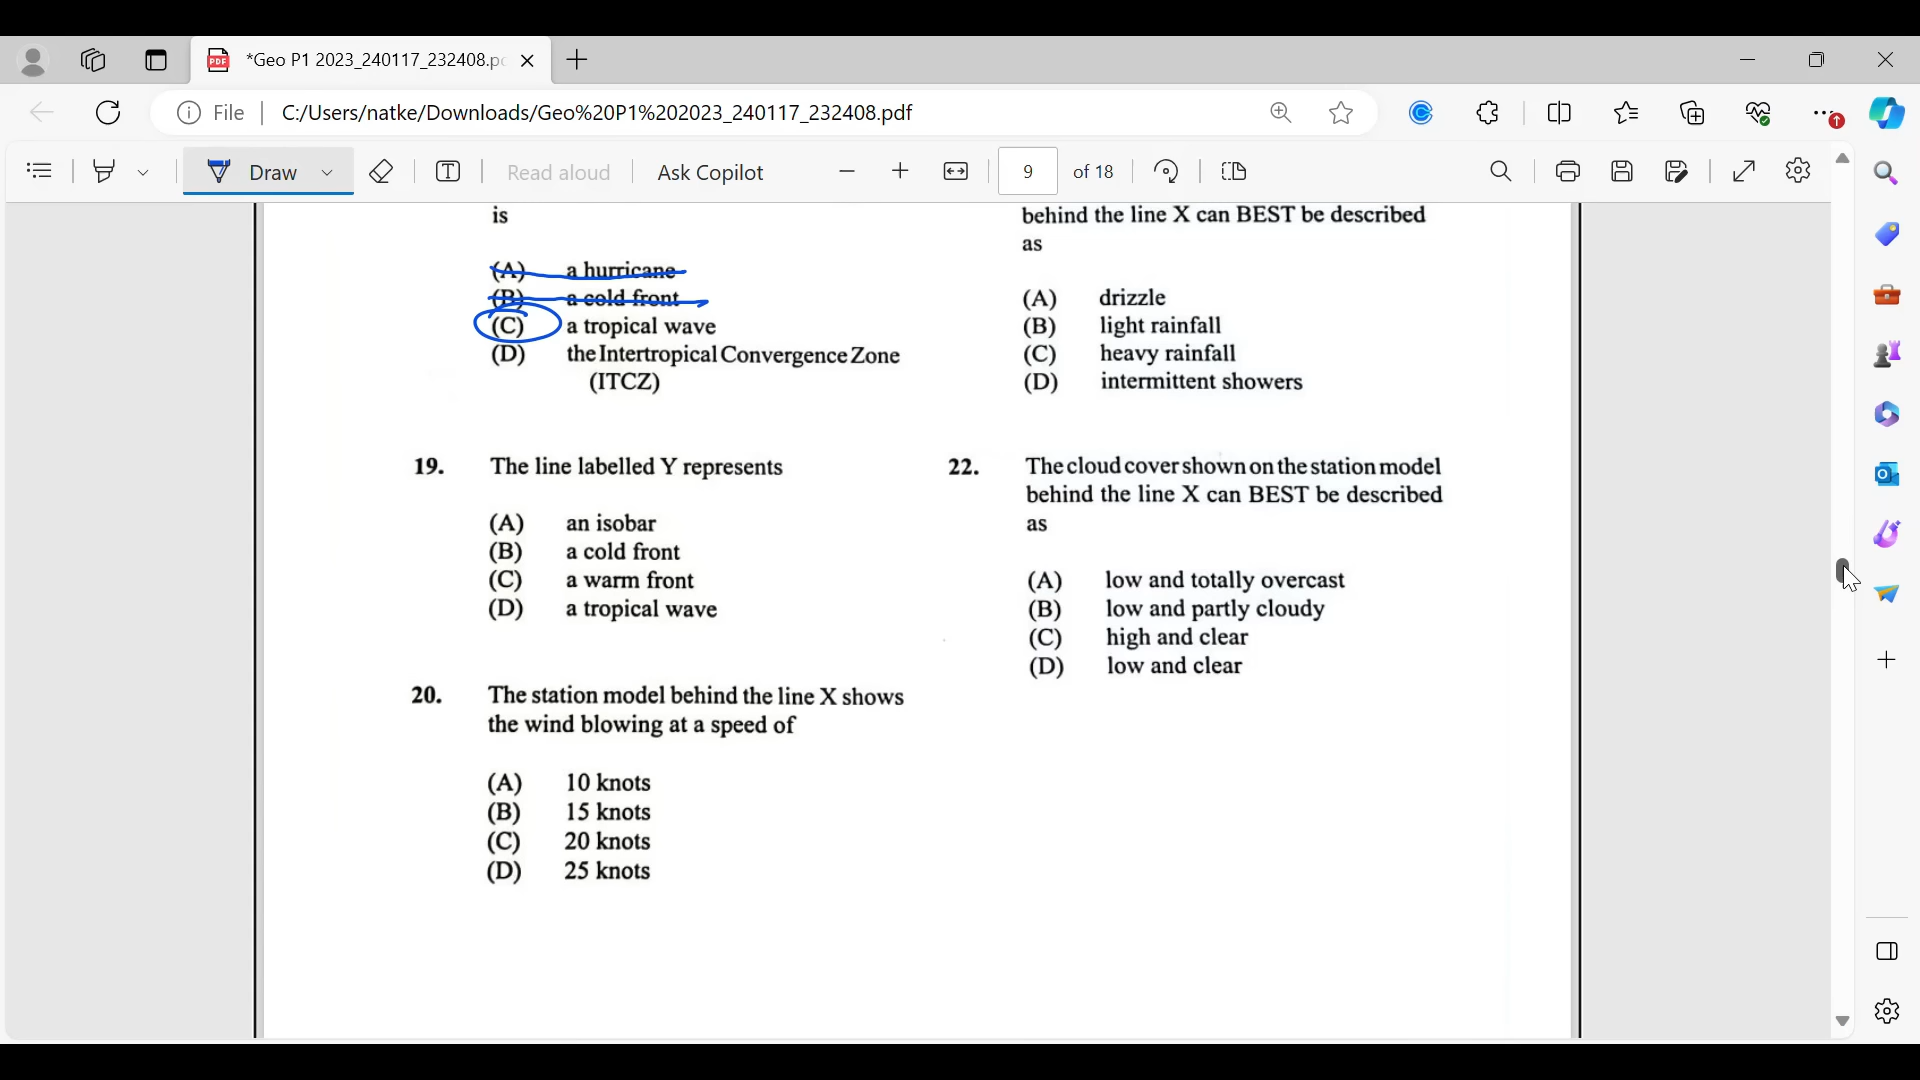 *Geo P1 2023_240117_232408.p
File
C:/Users/natke/Downloads/Geo%20P1%202023_240117_232408.pdf
Draw
Read aloud
Ask Copilot
9
of 18
is
(A) a hurricane
(B) a cold front
(C) a tropical wave
(D) the Intertropical Convergence Zone
(ITCZ)
19. The line labelled Y represents
(A) an isobar
(B) a cold front
(C) a warm front
(D) a tropical wave
20. The station model behind the line X shows
the wind blowing at a speed of
(A) 10 knots
(B) 15 knots
(C) 20 knots
(D) 25 knots
behind the line X can BEST be described
as
(A) drizzle
(B) light rainfall
(C) heavy rainfall
(D) intermittent showers
22. The cloud cover shown on the station model
behind the line X can BEST be described
as
(A) low and totally overcast
(B) low and partly cloudy
(C) high and clear
(D) low and clear